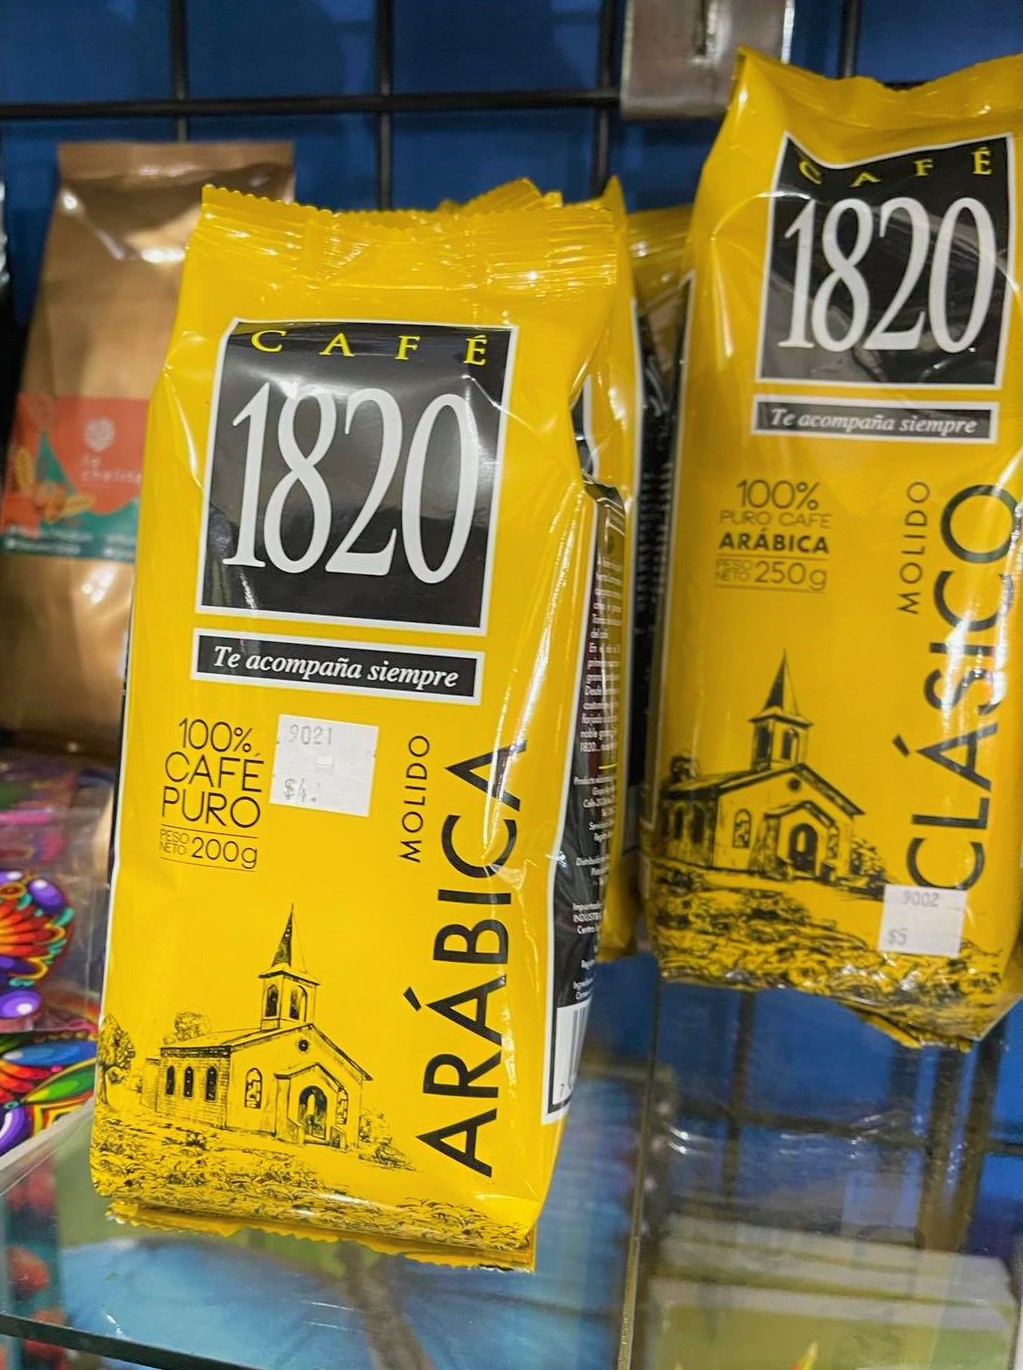 CAFÉ
1820
Te acompaña siempre
100%
CAFÉ
PURO
PESO
NETO 200g
9021
$4.
MOLIDO
ARÁBICA
CAFÉ
1820
Te acompaña siempre
100%
PURO CAFÉ
ARÁBICA
PESO
NETO 250g
MOLIDO
CLÁSICO
9002
$5